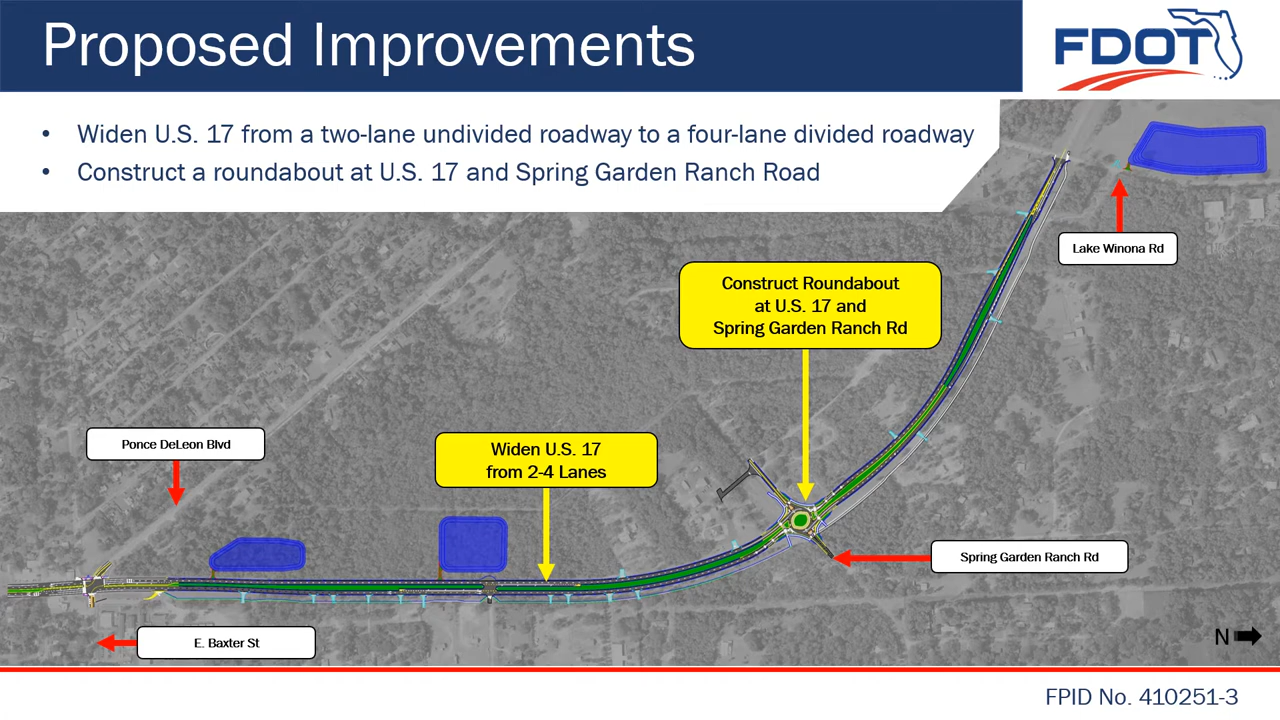 Proposed Improvements
FDOT
• Widen U.S. 17 from a two-lane undivided roadway to a four-lane divided roadway
• Construct a roundabout at U.S. 17 and Spring Garden Ranch Road
Lake Winona Rd
Construct Roundabout
at U.S. 17 and
Spring Garden Ranch Rd
Ponce DeLeon Blvd
Widen U.S. 17
from 2-4 Lanes
Spring Garden Ranch Rd
E. Baxter St
N
FPID No. 410251-3